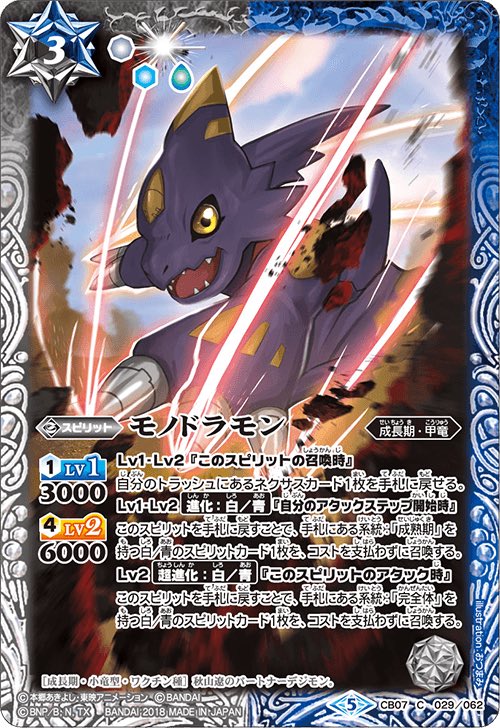 3
スピリット
モノドラモン
成長期・甲竜
1 LV1
3000
4 LV2
6000
Lv1-Lv2『このスピリットの召喚時』
自分のトラッシュにあるネクサスカード1枚を手札に戻せる。
Lv1-Lv2 進化：白／青 『自分のアタックステップ開始時』
このスピリットを手札に戻すことで、手札にある系統：「成熟期」を
持つ白/青のスピリットカード1枚を、コストを支払わずに召喚する。
Lv2 超進化：白／青 『このスピリットのアタック時』
このスピリットを手札に戻すことで、手札にある系統：「完全体」を
持つ白/青のスピリットカード1枚を、コストを支払わずに召喚する。
[成長期・小竜型・ワクチン種] 秋山遼のパートナーデジモン。
©本郷あきよし・東映アニメーション ©BANDAI
©BNP/B: N, TX BANDAI 2018 MADE IN JAPAN
5 CB07 C 029/062